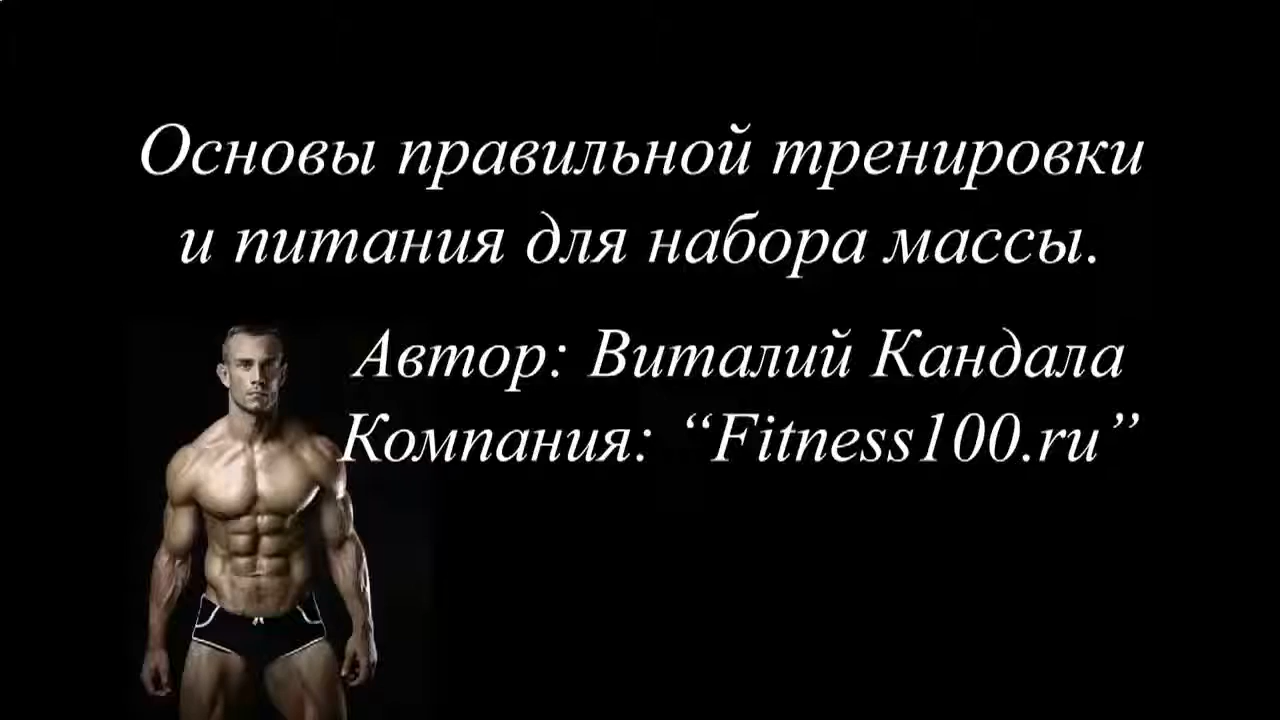 Основы правильной тренировки
и питания для набора массы.
Автор: Виталий Кандала
Компания: “Fitness100.ru”